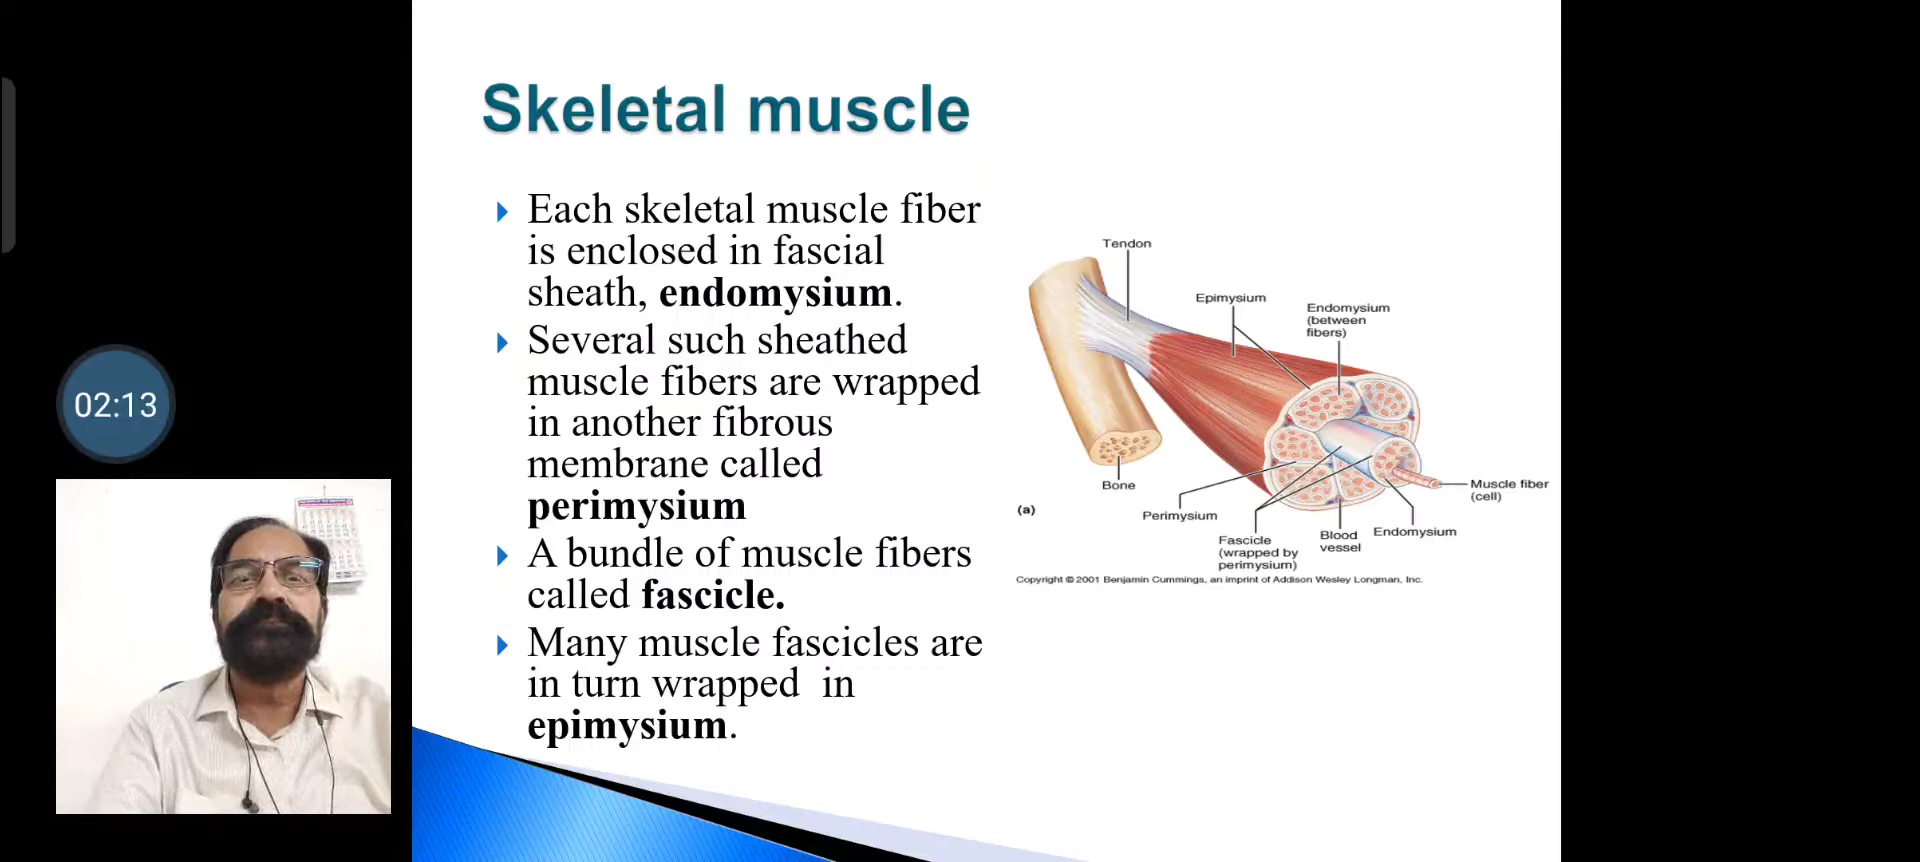 Skeletal muscle
Each skeletal muscle fiber
is enclosed in fascial
sheath, endomysium.
Several such sheathed
muscle fibers are wrapped
in another fibrous
membrane called
perimysium
A bundle of muscle fibers
called fascicle.
Many muscle fascicles are
in turn wrapped  in
epimysium.
Tendon
Epimysium
Endomysium
(between
fibers)
Bone
Muscle fiber
(cell)
(a)
Perimysium
Fascicle
(wrapped by
perimysium)
Blood
vessel
Endomysium
Copyright © 2001 Benjamin Cummings, an imprint of Addison Wesley Longman, Inc.
02:13